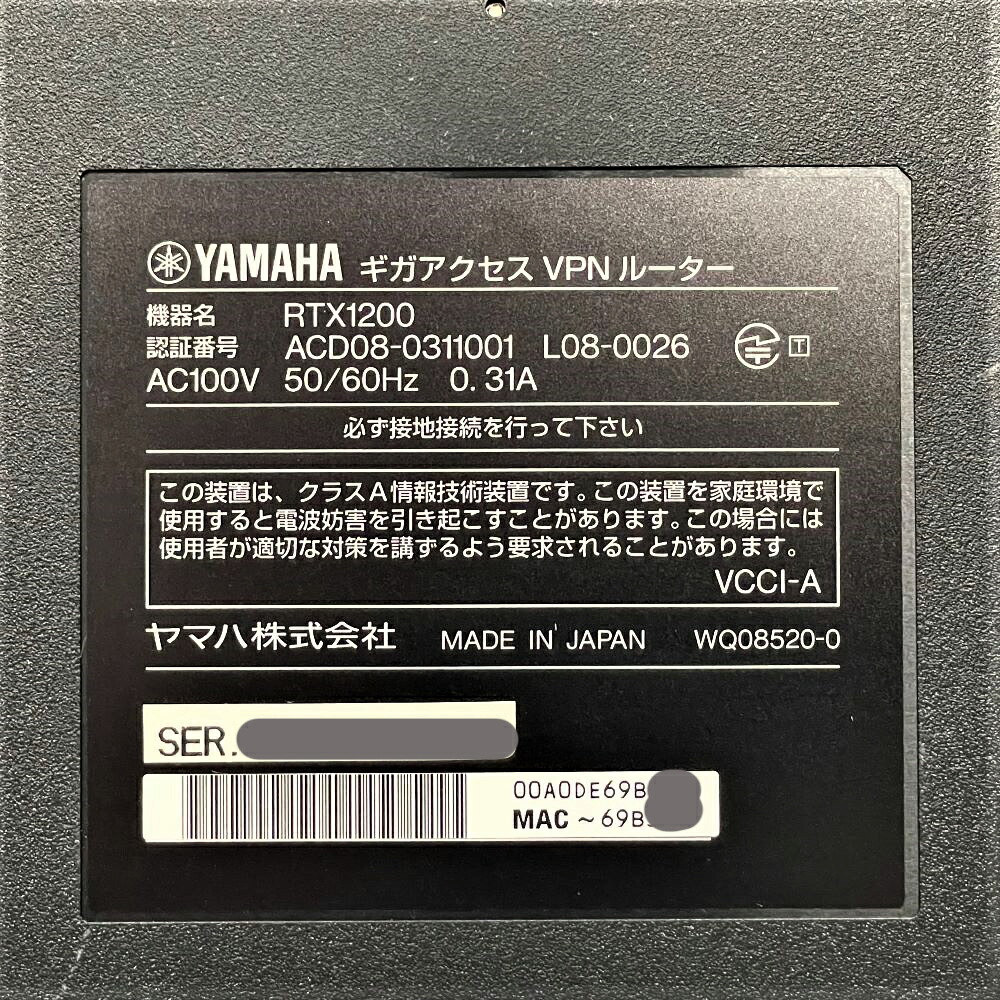 YAMAHA ギガアクセス VPN ルーター
機器名 RTX1200
認証番号 ACD08-0311001 L08-0026 T
AC100V 50/60Hz 0.31A
必ず接地接続を行って下さい
この装置は、クラスA情報技術装置です。この装置を家庭環境で
使用すると電波妨害を引き起こすことがあります。この場合には
使用者が適切な対策を講ずるよう要求されることがあります。
VCCI-A
ヤマハ株式会社 MADE IN JAPAN WQ08520-0
SER.
00A0DE69B
MAC ~69B